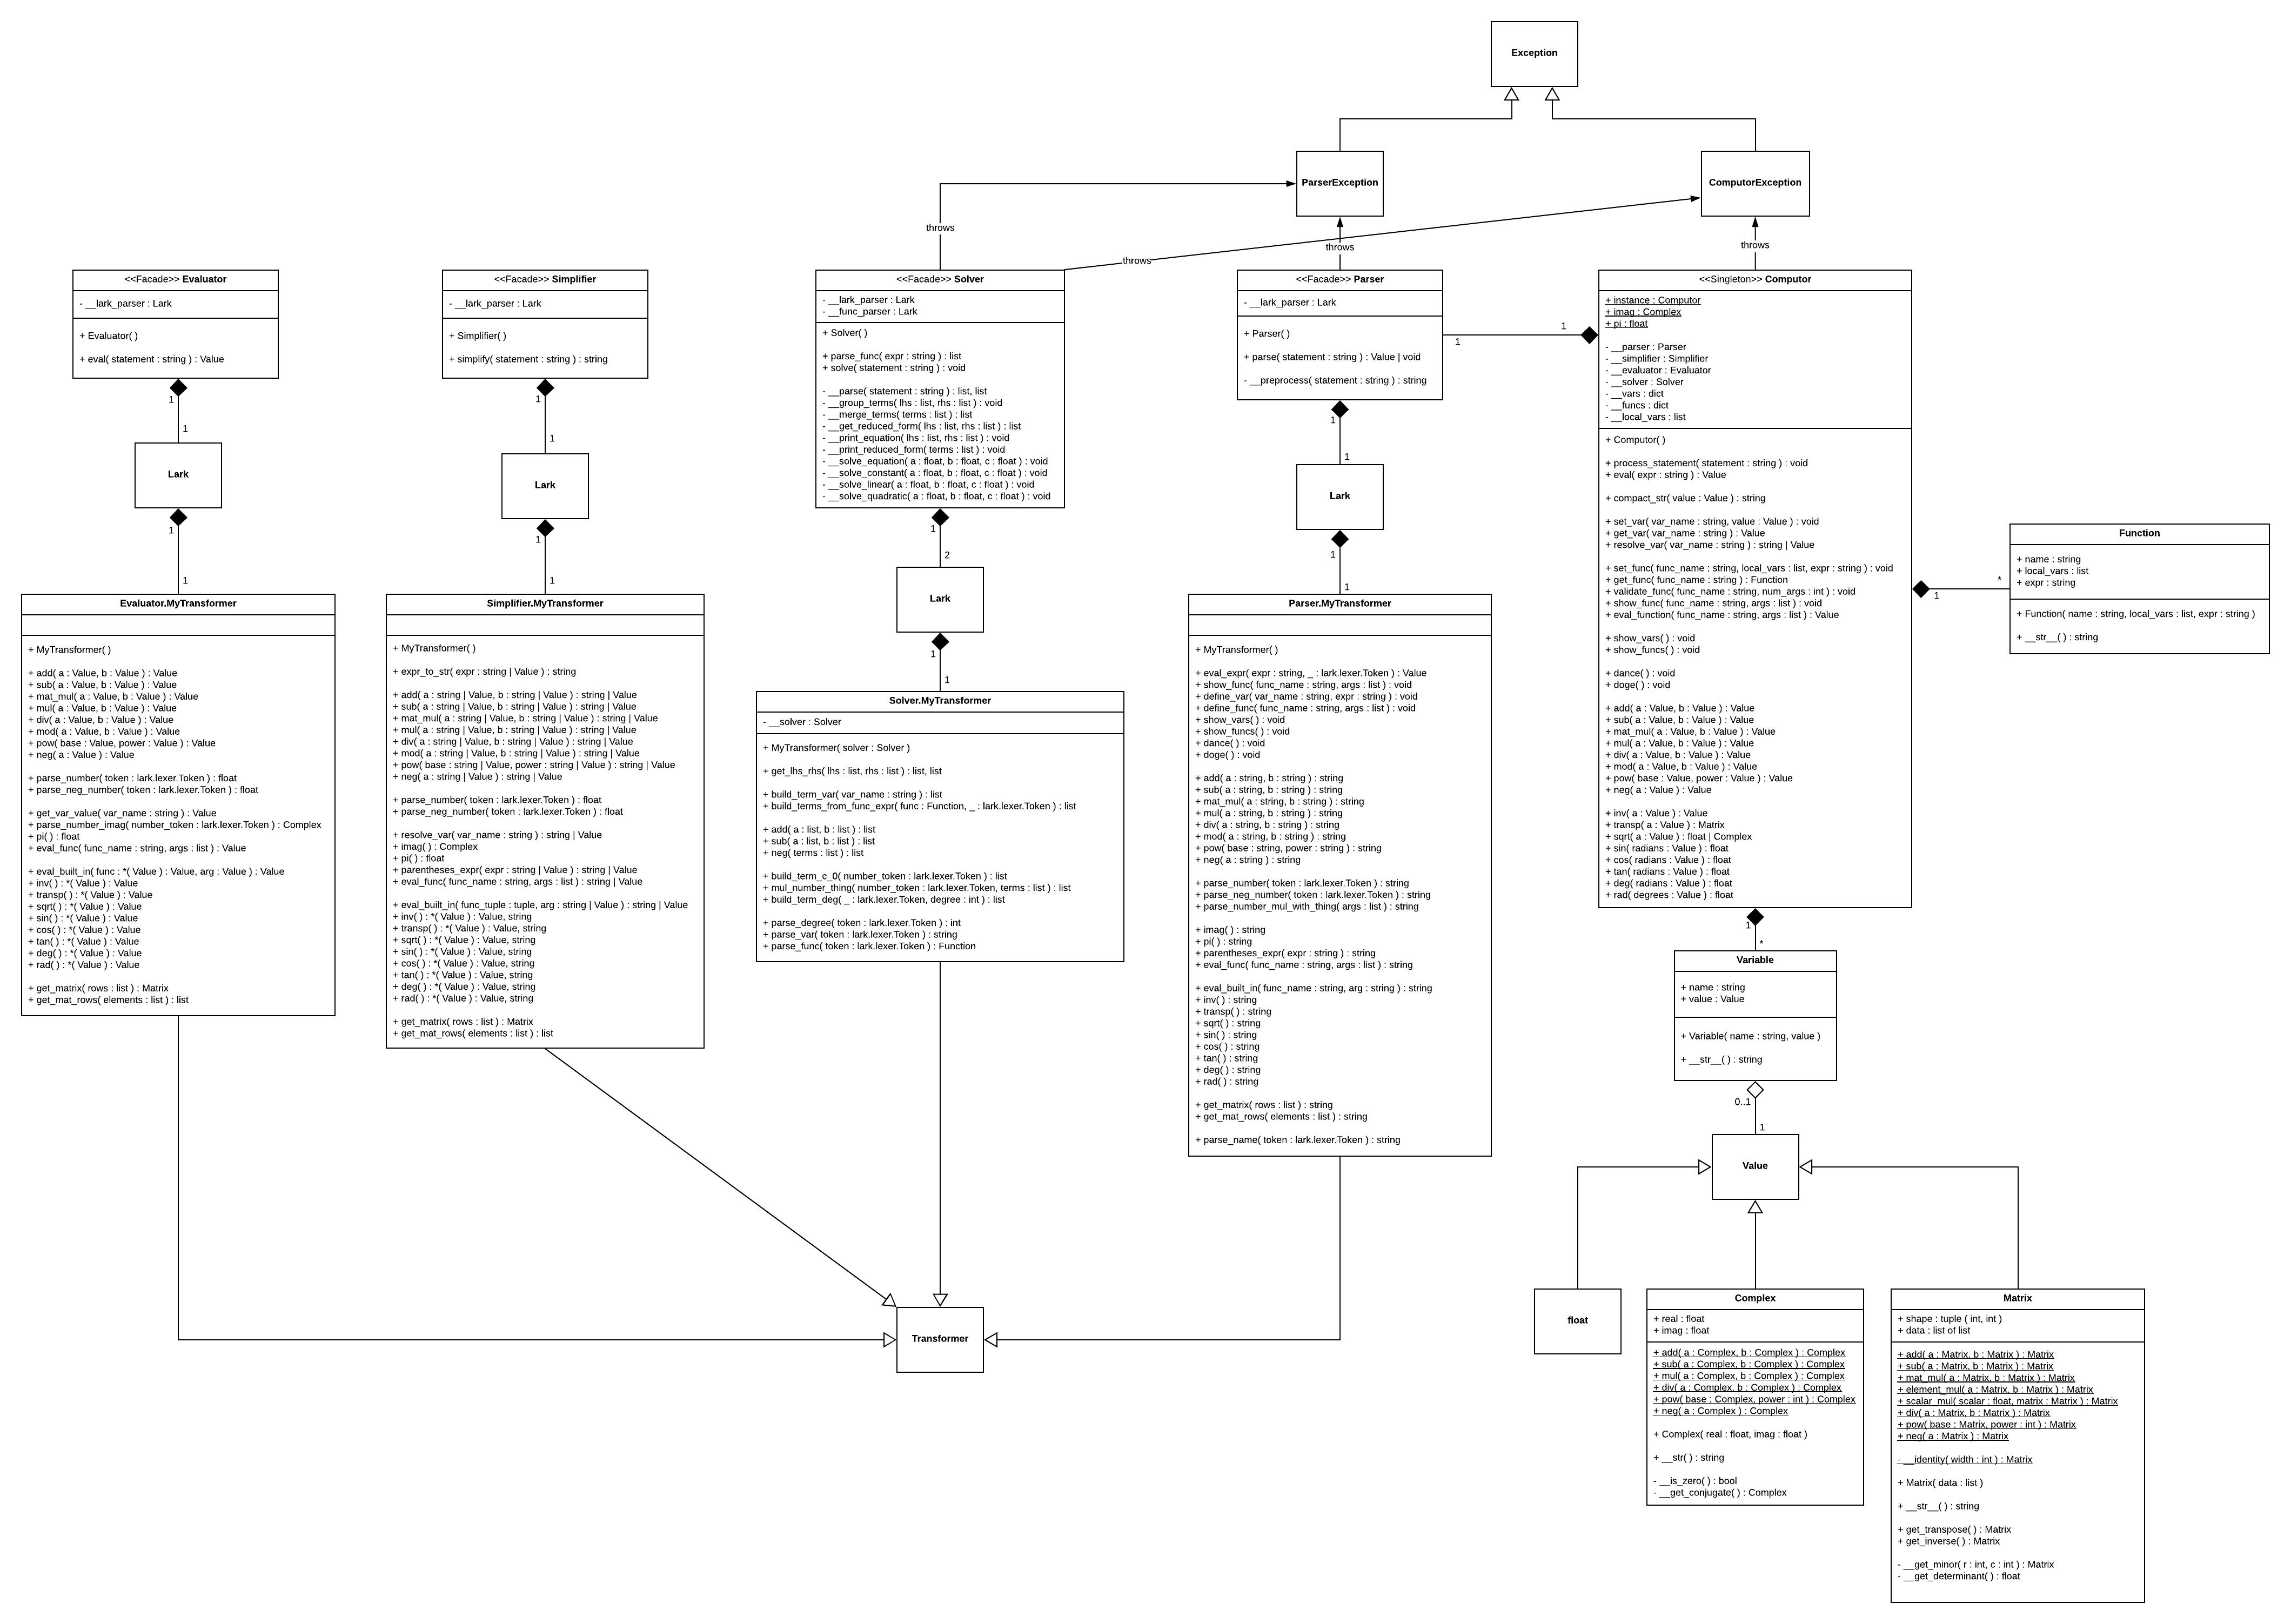 Exception
ParserException
ComputorException
throws
throws
throws
throws
<<Facade>> Evaluator
- __lark_parser : Lark
+ Evaluator( )
+ eval( statement : string ) : Value
1
1
Lark
1
1
Evaluator.MyTransformer
+ MyTransformer( )
+ add( a : Value, b : Value ) : Value
+ sub( a : Value, b : Value ) : Value
+ mat_mul( a : Value, b : Value ) : Value
+ mul( a : Value, b : Value ) : Value
+ div( a : Value, b : Value ) : Value
+ mod( a : Value, b : Value ) : Value
+ pow( base : Value, power : Value ) : Value
+ neg( a : Value ) : Value
+ parse_number( token : lark.lexer.Token ) : float
+ parse_neg_number( token : lark.lexer.Token ) : float
+ get_var_value( var_name : string ) : Value
+ parse_number_imag( number_token : lark.lexer.Token ) : Complex
+ pi( ) : float
+ eval_func( func_name : string, args : list ) : Value
+ eval_built_in( func : *( Value ) : Value, arg : Value ) : Value
+ inv( ) : *( Value ) : Value
+ transp( ) : *( Value ) : Value
+ sqrt( ) : *( Value ) : Value
+ sin( ) : *( Value ) : Value
+ cos( ) : *( Value ) : Value
+ tan( ) : *( Value ) : Value
+ deg( ) : *( Value ) : Value
+ rad( ) : *( Value ) : Value
+ get_matrix( rows : list ) : Matrix
+ get_mat_rows( elements : list ) : list
<<Facade>> Simplifier
- __lark_parser : Lark
+ Simplifier( )
+ simplify( statement : string ) : string
1
1
Lark
1
1
Simplifier.MyTransformer
+ MyTransformer( )
+ expr_to_str( expr : string | Value ) : string
+ add( a : string | Value, b : string | Value ) : string | Value
+ sub( a : string | Value, b : string | Value ) : string | Value
+ mat_mul( a : string | Value, b : string | Value ) : string | Value
+ mul( a : string | Value, b : string | Value ) : string | Value
+ div( a : string | Value, b : string | Value ) : string | Value
+ mod( a : string | Value, b : string | Value ) : string | Value
+ pow( base : string | Value, power : string | Value ) : string | Value
+ neg( a : string | Value ) : string | Value
+ parse_number( token : lark.lexer.Token ) : float
+ parse_neg_number( token : lark.lexer.Token ) : float
+ resolve_var( var_name : string ) : string | Value
+ imag( ) : Complex
+ pi( ) : float
+ parentheses_expr( expr : string | Value ) : string | Value
+ eval_func( func_name : string, args : list ) : string | Value
+ eval_built_in( func_tuple : tuple, arg : string | Value ) : string | Value
+ inv( ) : *( Value ) : Value, string
+ transp( ) : *( Value ) : Value, string
+ sqrt( ) : *( Value ) : Value, string
+ sin( ) : *( Value ) : Value, string
+ cos( ) : *( Value ) : Value, string
+ tan( ) : *( Value ) : Value, string
+ deg( ) : *( Value ) : Value, string
+ rad( ) : *( Value ) : Value, string
+ get_matrix( rows : list ) : Matrix
+ get_mat_rows( elements : list ) : list
<<Facade>> Solver
- __lark_parser : Lark
- __func_parser : Lark
+ Solver( )
+ parse_func( expr : string ) : list
+ solve( statement : string ) : void
- __parse( statement : string ) : list, list
- __group_terms( lhs : list, rhs : list ) : void
- __merge_terms( terms : list ) : list
- __get_reduced_form( lhs : list, rhs : list ) : list
- __print_equation( lhs : list, rhs : list ) : void
- __print_reduced_form( terms : list ) : void
- __solve_equation( a : float, b : float, c : float ) : void
- __solve_constant( a : float, b : float, c : float ) : void
- __solve_linear( a : float, b : float, c : float ) : void
- __solve_quadratic( a : float, b : float, c : float ) : void
1
2
Lark
1
1
Solver.MyTransformer
- __solver : Solver
+ MyTransformer( solver : Solver )
+ get_lhs_rhs( lhs : list, rhs : list ) : list, list
+ build_term_var( var_name : string ) : list
+ build_terms_from_func_expr( func : Function, _ : lark.lexer.Token ) : list
+ add( a : list, b : list ) : list
+ sub( a : list, b : list ) : list
+ neg( terms : list ) : list
+ build_term_c_0( number_token : lark.lexer.Token ) : list
+ mul_number_thing( number_token : lark.lexer.Token, terms : list ) : list
+ build_term_deg( _ : lark.lexer.Token, degree : int ) : list
+ parse_degree( token : lark.lexer.Token ) : int
+ parse_var( token : lark.lexer.Token ) : string
+ parse_func( token : lark.lexer.Token ) : Function
Transformer
<<Facade>> Parser
- __lark_parser : Lark
+ Parser( )
+ parse( statement : string ) : Value | void
- __preprocess( statement : string ) : string
1
1
1
1
Lark
1
1
Parser.MyTransformer
+ MyTransformer( )
+ eval_expr( expr : string, _ : lark.lexer.Token ) : Value
+ show_func( func_name : string, args : list ) : void
+ define_var( var_name : string, expr : string ) : void
+ define_func( func_name : string, args : list ) : void
+ show_vars( ) : void
+ show_funcs( ) : void
+ dance( ) : void
+ doge( ) : void
+ add( a : string, b : string ) : string
+ sub( a : string, b : string ) : string
+ mat_mul( a : string, b : string ) : string
+ mul( a : string, b : string ) : string
+ div( a : string, b : string ) : string
+ mod( a : string, b : string ) : string
+ pow( base : string, power : string ) : string
+ neg( a : string ) : string
+ parse_number( token : lark.lexer.Token ) : string
+ parse_neg_number( token : lark.lexer.Token ) : string
+ parse_number_mul_with_thing( args : list ) : string
+ imag( ) : string
+ pi( ) : string
+ parentheses_expr( expr : string ) : string
+ eval_func( func_name : string, args : list ) : string
+ eval_built_in( func_name : string, arg : string ) : string
+ inv( ) : string
+ transp( ) : string
+ sqrt( ) : string
+ sin( ) : string
+ cos( ) : string
+ tan( ) : string
+ deg( ) : string
+ rad( ) : string
+ get_matrix( rows : list ) : string
+ get_mat_rows( elements : list ) : string
+ parse_name( token : lark.lexer.Token ) : string
<<Singleton>> Computor
+ instance : Computor
+ imag : Complex
+ pi : float
- __parser : Parser
- __simplifier : Simplifier
- __evaluator : Evaluator
- __solver : Solver
- __vars : dict
- __funcs : dict
- __local_vars : list
+ Computor( )
+ process_statement( statement : string ) : void
+ eval( expr : string ) : Value
+ compact_str( value : Value ) : string
+ set_var( var_name : string, value : Value ) : void
+ get_var( var_name : string ) : Value
+ resolve_var( var_name : string ) : string | Value
+ set_func( func_name : string, local_vars : list, expr : string ) : void
+ get_func( func_name : string ) : Function
+ validate_func( func_name : string, num_args : int ) : void
+ show_func( func_name : string, args : list ) : void
+ eval_function( func_name : string, args : list ) : Value
+ show_vars( ) : void
+ show_funcs( ) : void
+ dance( ) : void
+ doge( ) : void
+ add( a : Value, b : Value ) : Value
+ sub( a : Value, b : Value ) : Value
+ mat_mul( a : Value, b : Value ) : Value
+ mul( a : Value, b : Value ) : Value
+ div( a : Value, b : Value ) : Value
+ mod( a : Value, b : Value ) : Value
+ pow( base : Value, power : Value ) : Value
+ neg( a : Value ) : Value
+ inv( a : Value ) : Value
+ transp( a : Value ) : Matrix
+ sqrt( a : Value ) : float | Complex
+ sin( radians : Value ) : float
+ cos( radians : Value ) : float
+ tan( radians : Value ) : float
+ deg( radians : Value ) : float
+ rad( degrees : Value ) : float
1
*
Function
+ name : string
+ local_vars : list
+ expr : string
+ Function( name : string, local_vars : list, expr : string )
+ __str__( ) : string
1
*
Variable
+ name : string
+ value : Value
+ Variable( name : string, value )
+ __str__( ) : string
0..1
1
Value
float
Complex
+ real : float
+ imag : float
+ add( a : Complex, b : Complex ) : Complex
+ sub( a : Complex, b : Complex ) : Complex
+ mul( a : Complex, b : Complex ) : Complex
+ div( a : Complex, b : Complex ) : Complex
+ pow( base : Complex, power : int ) : Complex
+ neg( a : Complex ) : Complex
+ Complex( real : float, imag : float )
+ __str( ) : string
- __is_zero( ) : bool
- __get_conjugate( ) : Complex
Matrix
+ shape : tuple ( int, int )
+ data : list of list
+ add( a : Matrix, b : Matrix ) : Matrix
+ sub( a : Matrix, b : Matrix ) : Matrix
+ mat_mul( a : Matrix, b : Matrix ) : Matrix
+ element_mul( a : Matrix, b : Matrix ) : Matrix
+ scalar_mul( scalar : float, matrix : Matrix ) : Matrix
+ div( a : Matrix, b : Matrix ) : Matrix
+ pow( base : Matrix, power : int ) : Matrix
+ neg( a : Matrix ) : Matrix
- __identity( width : int ) : Matrix
+ Matrix( data : list )
+ __str__( ) : string
+ get_transpose( ) : Matrix
+ get_inverse( ) : Matrix
- __get_minor( r : int, c : int ) : Matrix
- __get_determinant( ) : float